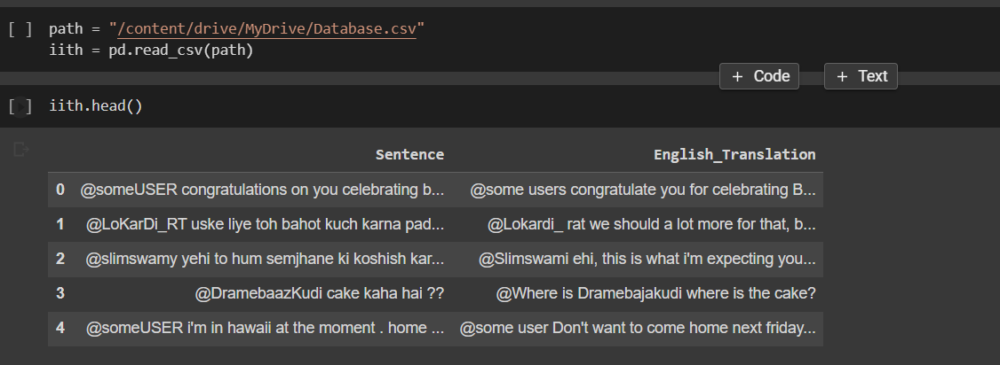 [ ] path = "/content/drive/MyDrive/Database.csv"
iith = pd.read_csv(path)
+ Code + Text
[ ] iith.head()
Sentence English_Translation
0 @someUSER congratulations on you celebrating b... @some users congratulate you for celebrating B...
1 @LoKarDi_RT uske liye toh bahot kuch karna pad... @Lokardi_ rat we should a lot more for that, b...
2 @slimswamy yehi to hum semjhane ki koshish kar... @Slimswami ehi, this is what i'm expecting you...
3 @DramebaazKudi cake kaha hai ?? @Where is Dramebajakudi where is the cake?
4 @someUSER i'm in hawaii at the moment . home ... @some user Don't want to come home next friday...